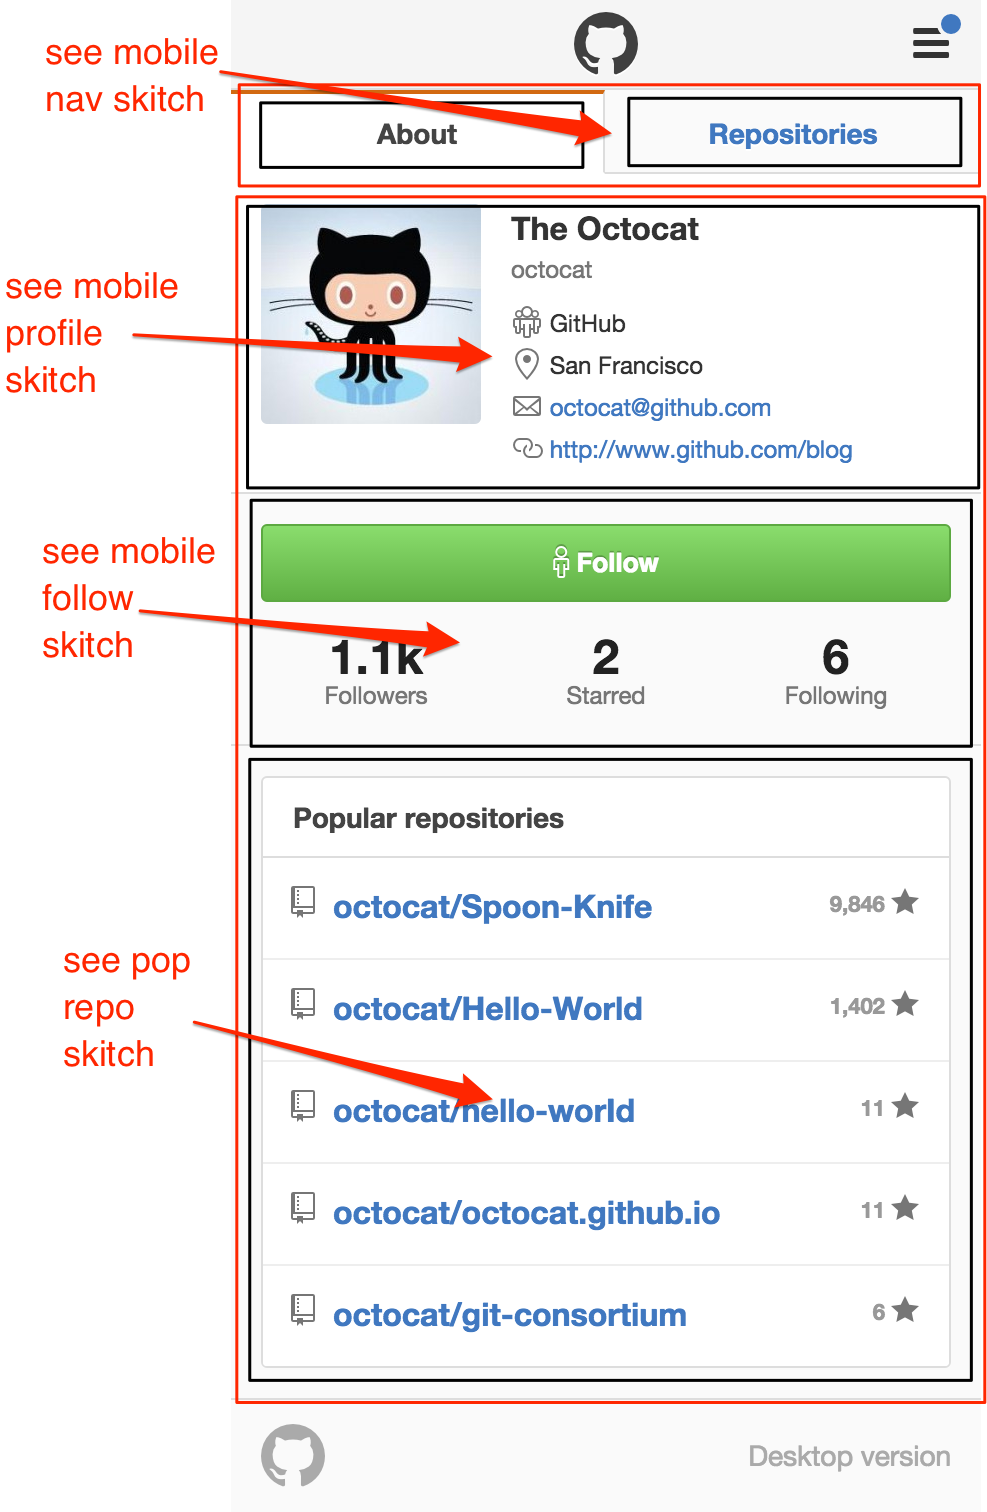 see mobile
nav skitch
About
Repositories
see mobile
profile
skitch
The Octocat
octocat
GitHub
San Francisco
octocat@github.com
http://www.github.com/blog
see mobile
follow
skitch
Follow
1.1k 2 6
Followers Starred Following
Popular repositories
octocat/Spoon-Knife 9,846
see pop
repo
skitch
octocat/Hello-World 1,402
octocat/hello-world 11
octocat/octocat.github.io 11
octocat/git-consortium 6
Desktop version